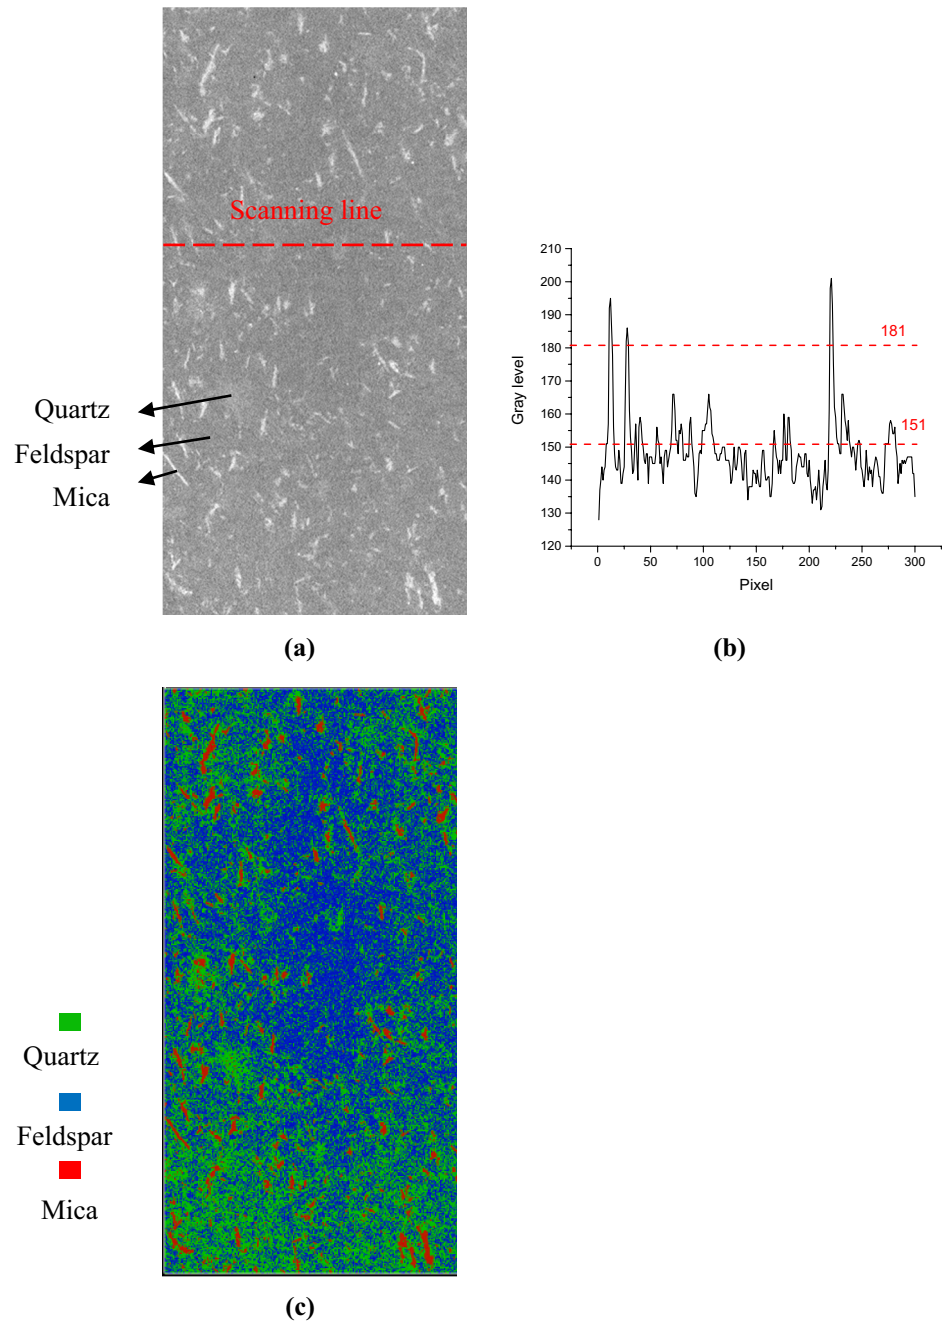 Scanning line
Quartz
Feldspar
Mica
(a)
210
200
190
180
170
160
150
140
130
120
Gray level
181
151
0 50 100 150 200 250 300
Pixel
(b)
Quartz
Feldspar
Mica
(c)